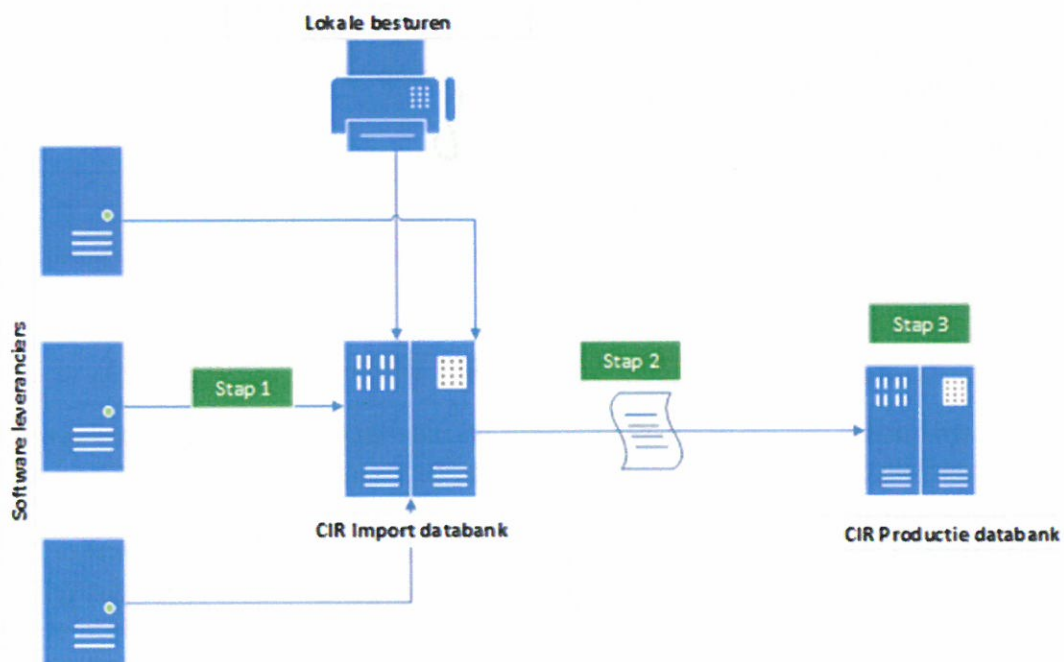 Lokale besturen
Software leveranciers
Stap 1
Stap 2
Stap 3
CIR Import databank
CIR Productie databank